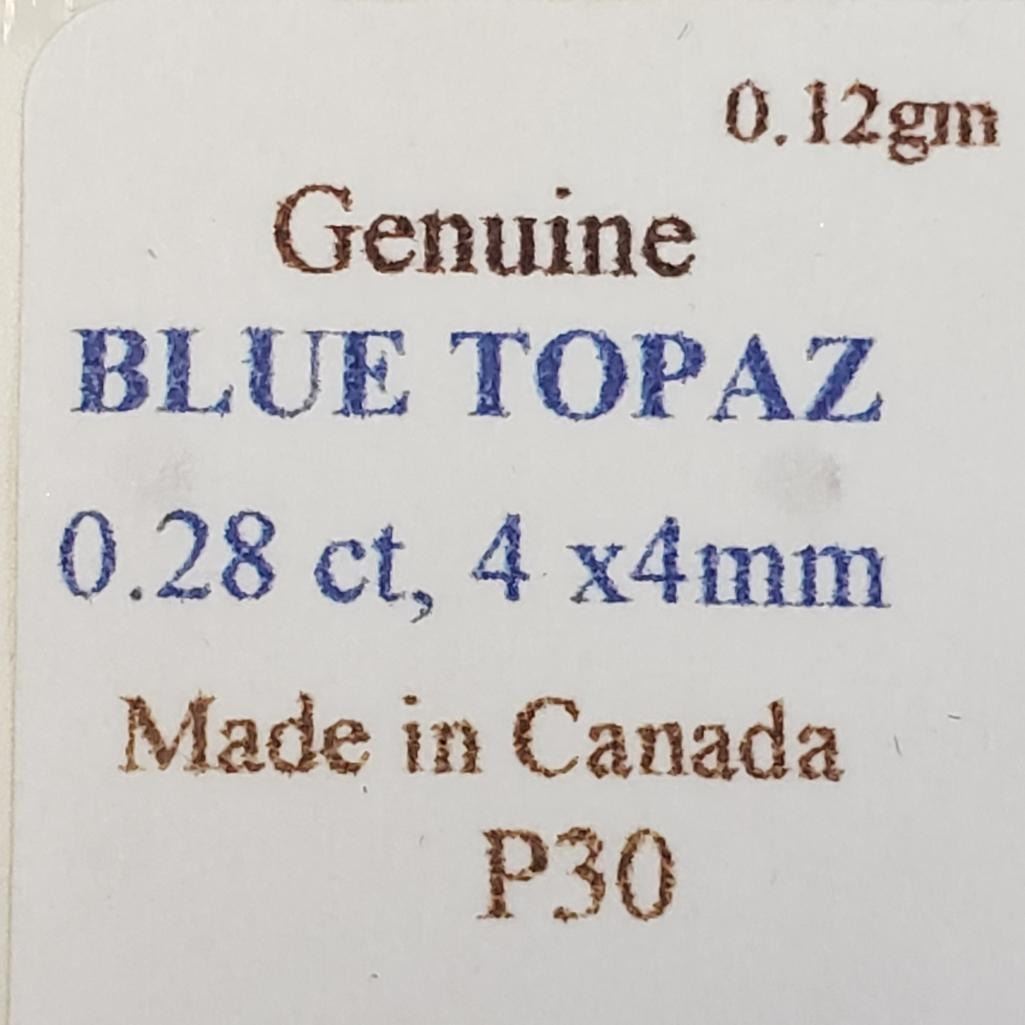 0.12gm
Genuine
BLUE TOPAZ
0.28 ct, 4 x4mm
Made in Canada
P30